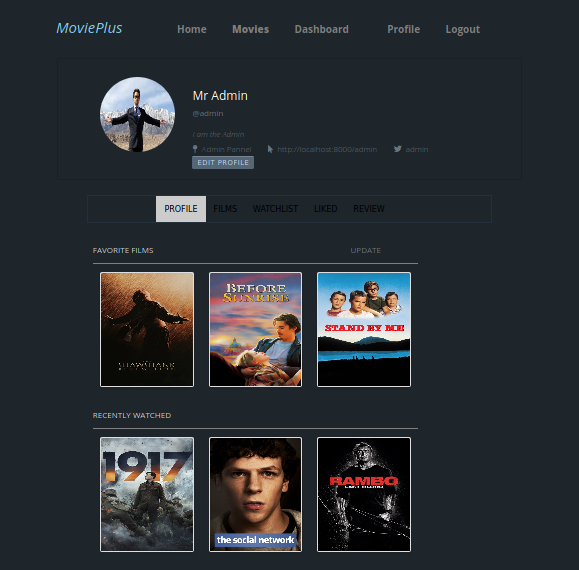 MoviePlus Home Movies Dashboard Profile Logout
Mr Admin
@admin
I am the Admin
Admin Pannel http://localhost:8000/admin admin
EDIT PROFILE
PROFILE FILMS WATCHLIST LIKED REVIEW
FAVORITE FILMS UPDATE
SHAWSHANK
BEFORE
SUNRISE
STAND BY ME
RECENTLY WATCHED
1917
the social network
RAMBO
LAST BLOOD